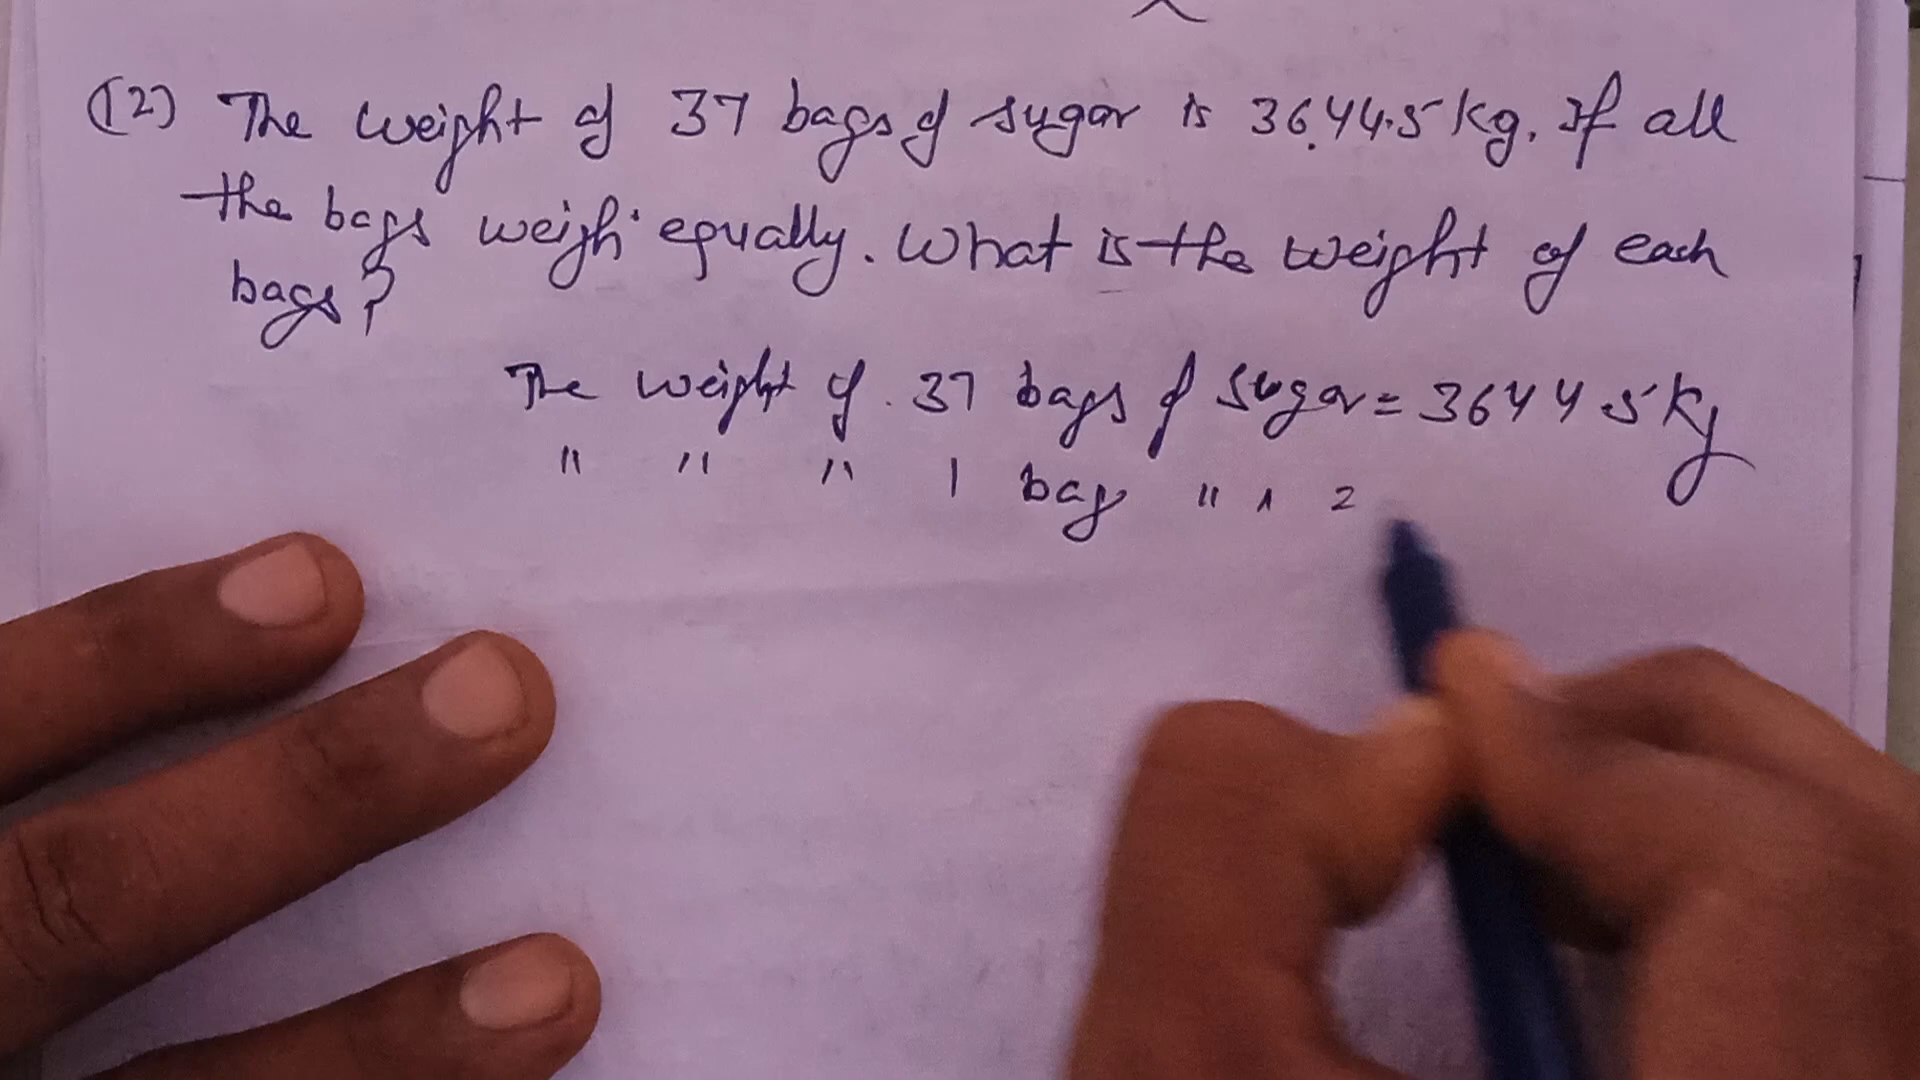 (12) The weight of 37 bags of sugar is 3644.5 kg. If all
the bags weigh equally. What is the weight of each
bags?
The weight of 37 bags of sugar = 3644.5 kg
" " " 1 bag " " =